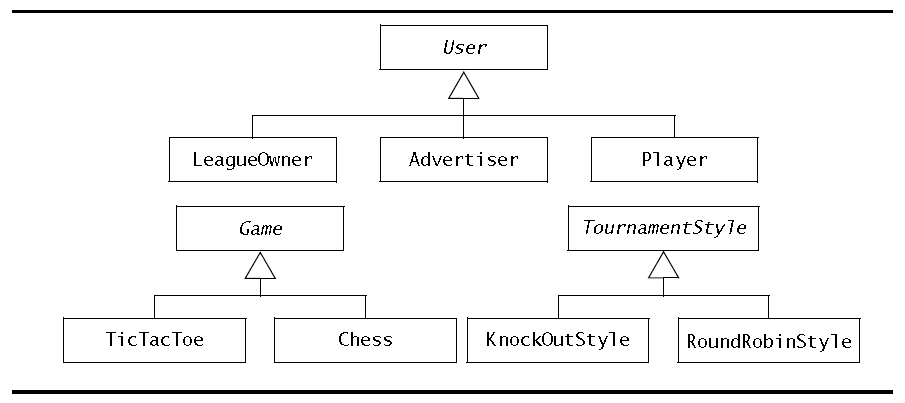 User
LeagueOwner
Advertiser
Player
Game
TournamentStyle
TicTacToe
Chess
KnockOutStyle
RoundRobinStyle